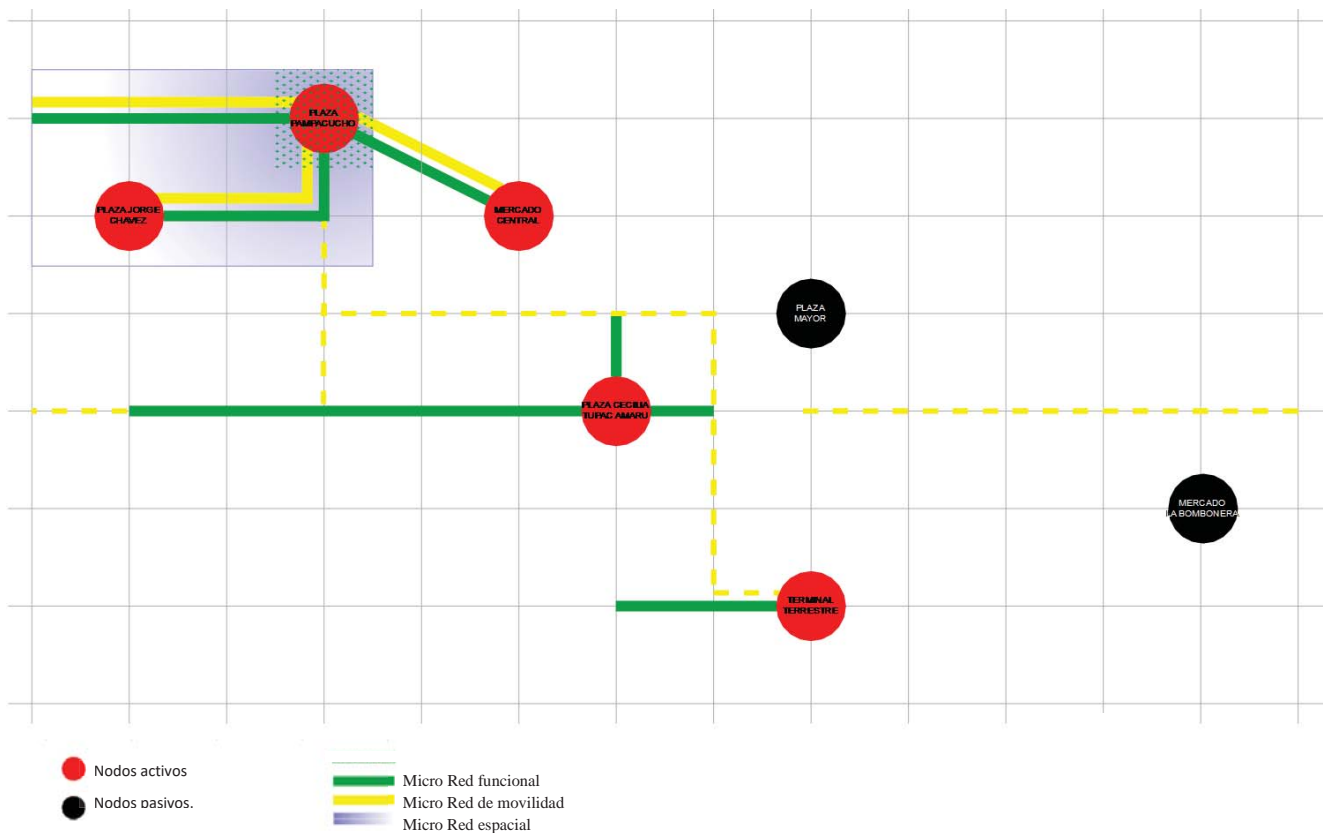 PLAZA
PAMPACUCHO
PLAZA JORGE
CHAVEZ
MERCADO
CENTRAL
PLAZA
MAYOR
PLAZA CECILIA
TUPAC AMARU
MERCADO
LA BOMBONERA
TERMINAL
TERRESTRE
Nodos activos
Nodos pasivos.
Micro Red funcional
Micro Red de movilidad
Micro Red espacial